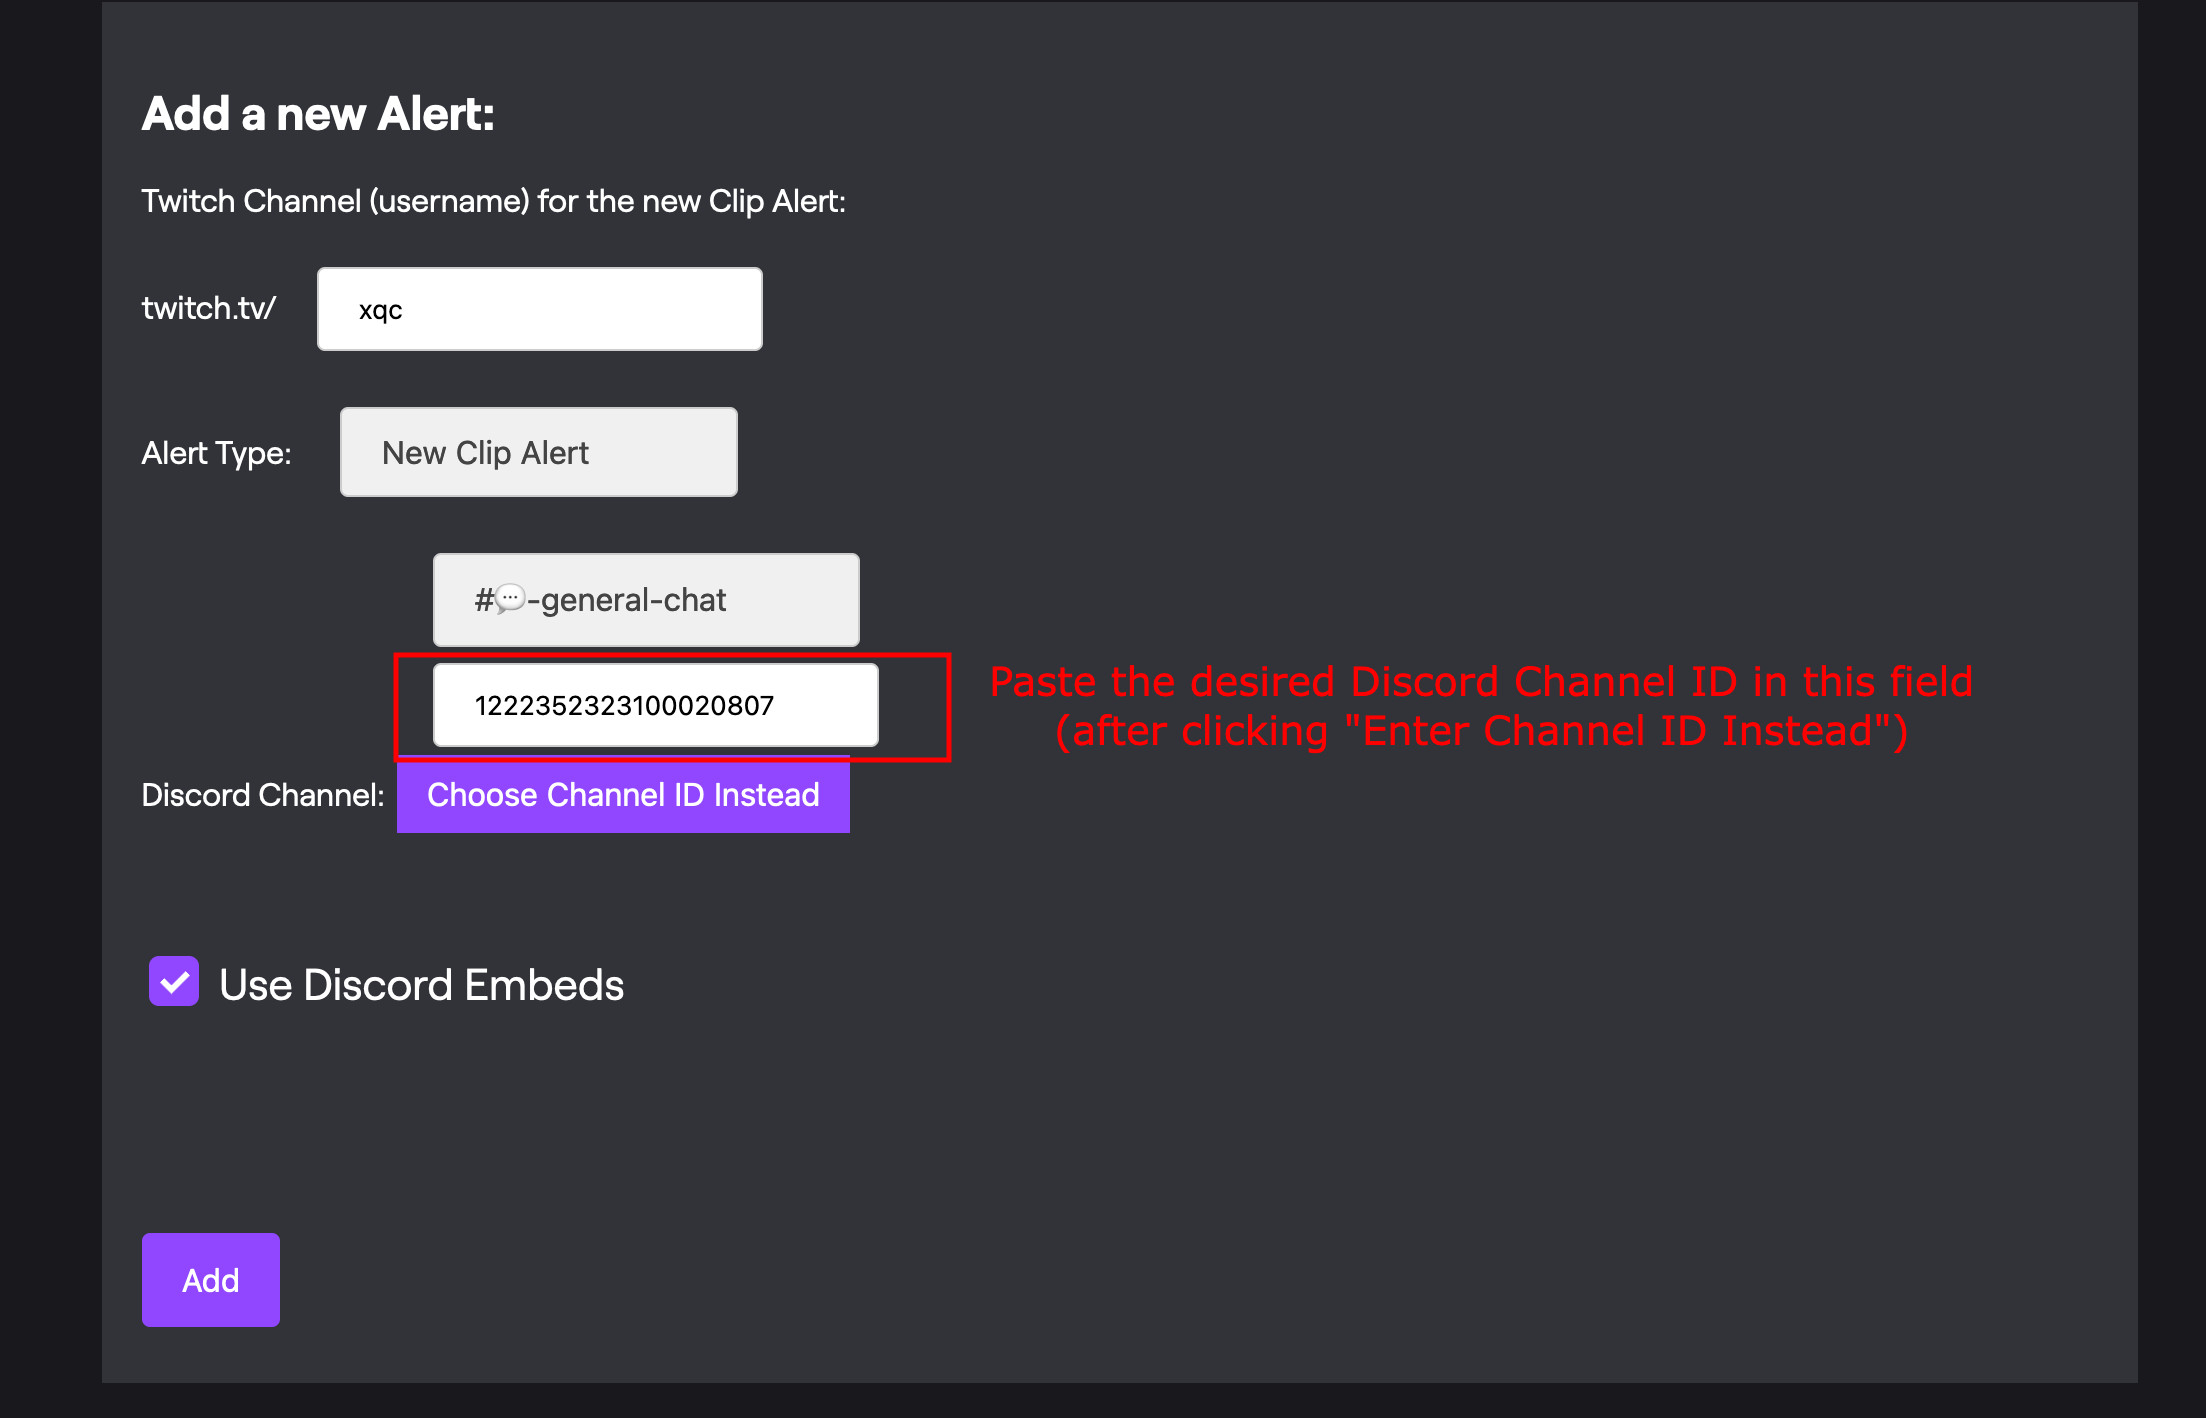 Add a new Alert:
Twitch Channel (username) for the new Clip Alert:
twitch.tv/ xqc
Alert Type: New Clip Alert
#💬-general-chat
1222352323100020807
Paste the desired Discord Channel ID in this field
(after clicking "Enter Channel ID Instead")
Discord Channel: Choose Channel ID Instead
Use Discord Embeds
Add